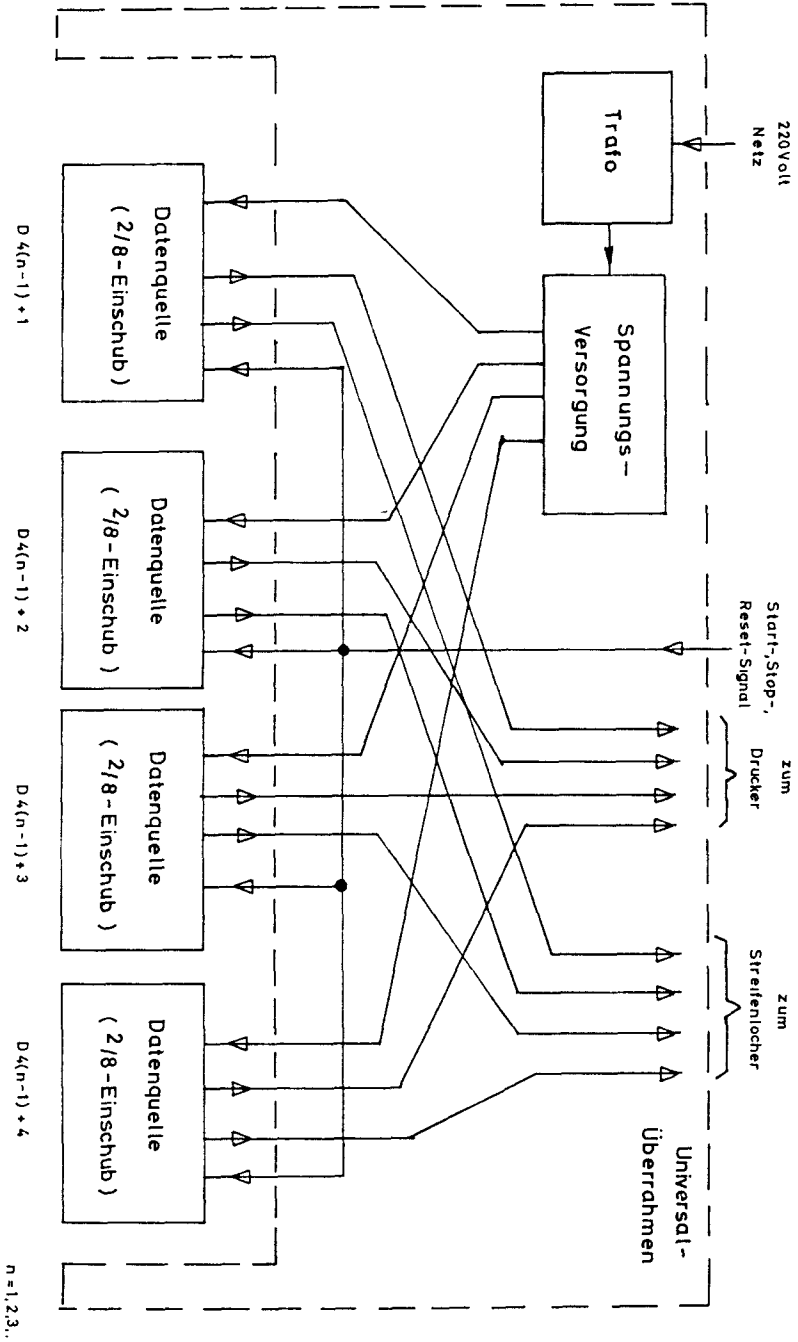 220 Volt
Netz
Start-,Stop-,
Reset-Signal
zum
Drucker
zum
Streifenlocher
Universal-
Überrahmen
Trafo
Spannungs-
Versorgung
Datenquelle
( 2/8-Einschub )
Datenquelle
( 2/8-Einschub )
Datenquelle
( 2/8-Einschub )
Datenquelle
( 2/8-Einschub )
D 4(n-1) + 1
D 4(n-1) + 2
D 4(n-1) + 3
D 4(n-1) + 4
n = 1,2,3,..